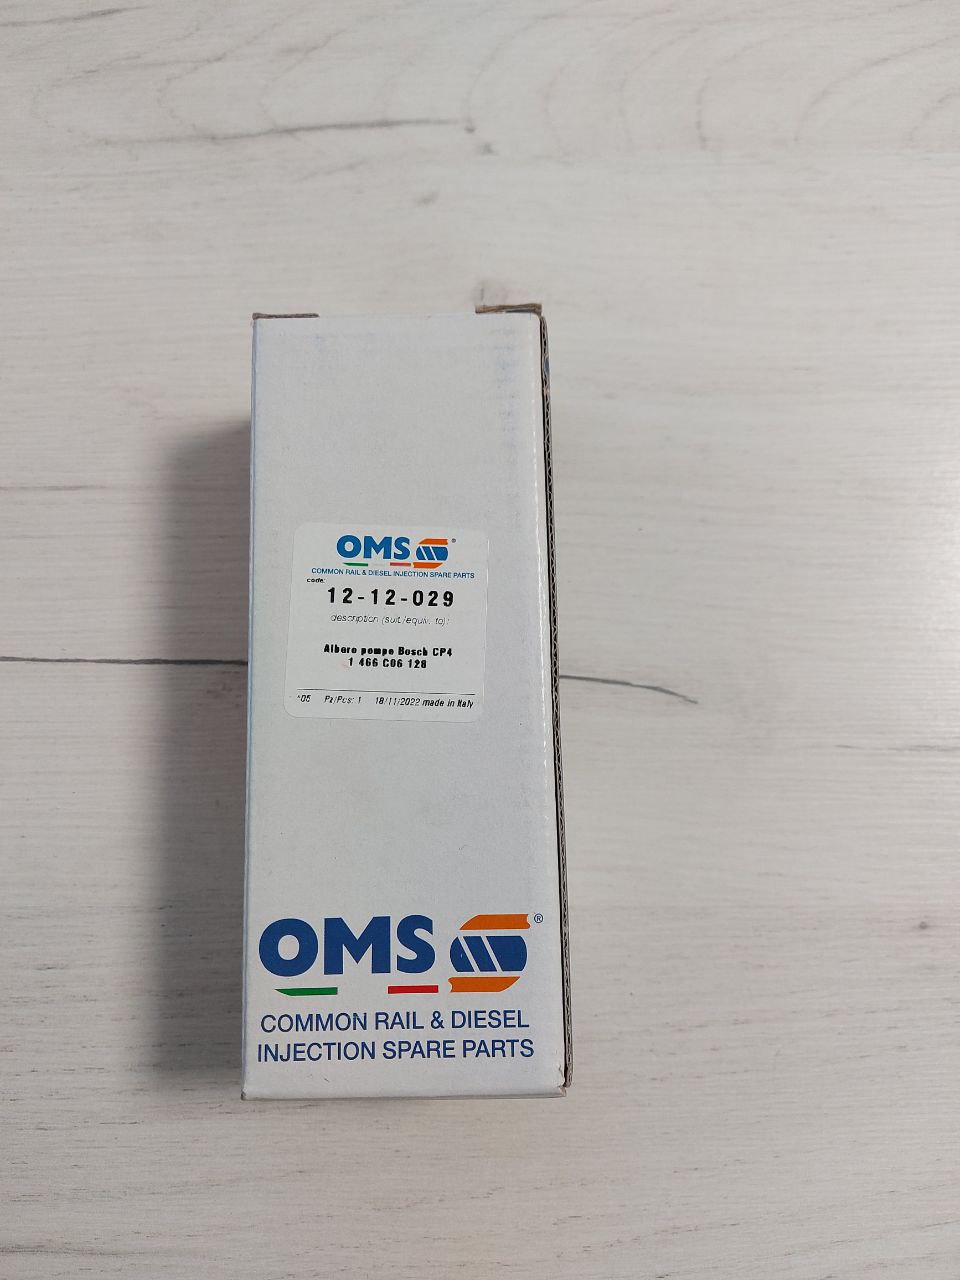 OMS ®
COMMON RAIL & DIESEL INJECTION SPARE PARTS
code:
12-12-029
description (suit./equiv. to):
Albero pompe Bosch CP4
1 466 C06 128
*05 Pz/Pcs: 1 18/11/2022 made in Italy
OMS ®
COMMON RAIL & DIESEL
INJECTION SPARE PARTS